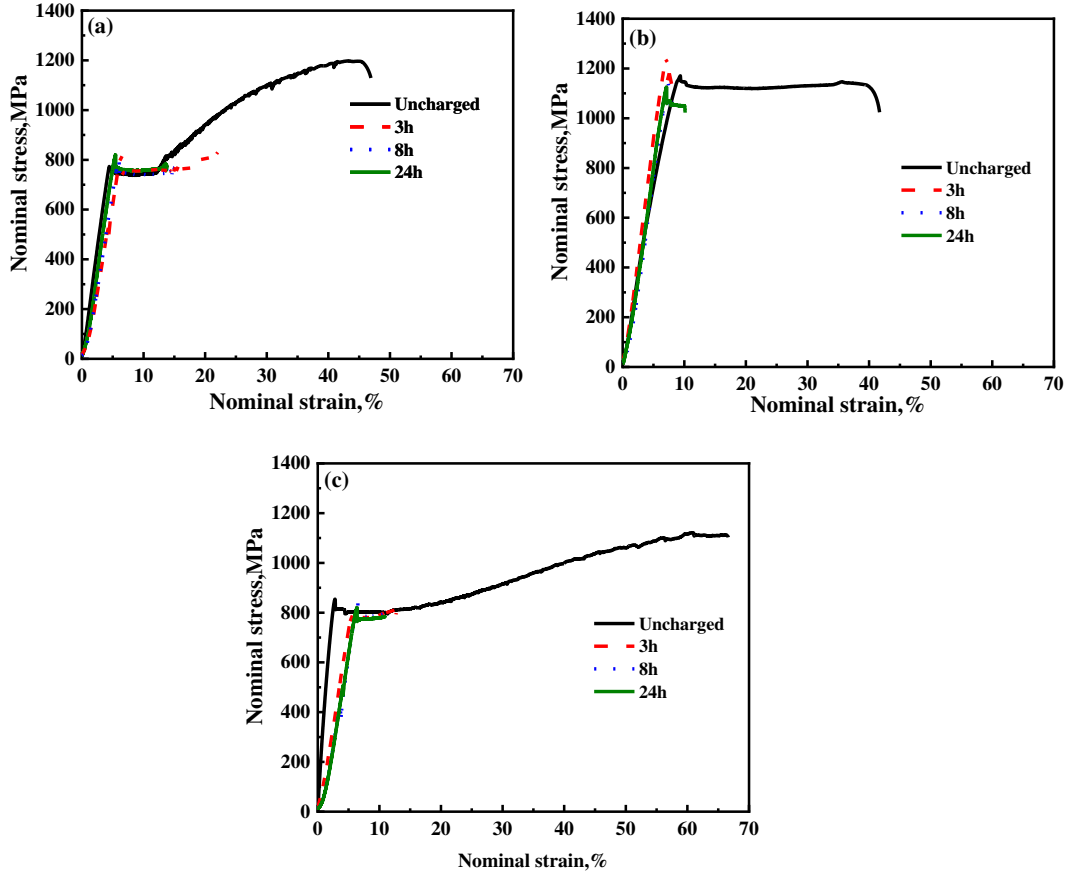 (a)
Nominal stress,MPa
1400
1200
1000
800
600
400
200
0
Uncharged
3h
8h
24h
0 10 20 30 40 50 60 70
Nominal strain,%
(b)
Nominal stress,MPa
1400
1200
1000
800
600
400
200
0
Uncharged
3h
8h
24h
0 10 20 30 40 50 60 70
Nominal strain,%
(c)
Nominal stress,MPa
1400
1200
1000
800
600
400
200
0
Uncharged
3h
8h
24h
0 10 20 30 40 50 60 70
Nominal strain,%